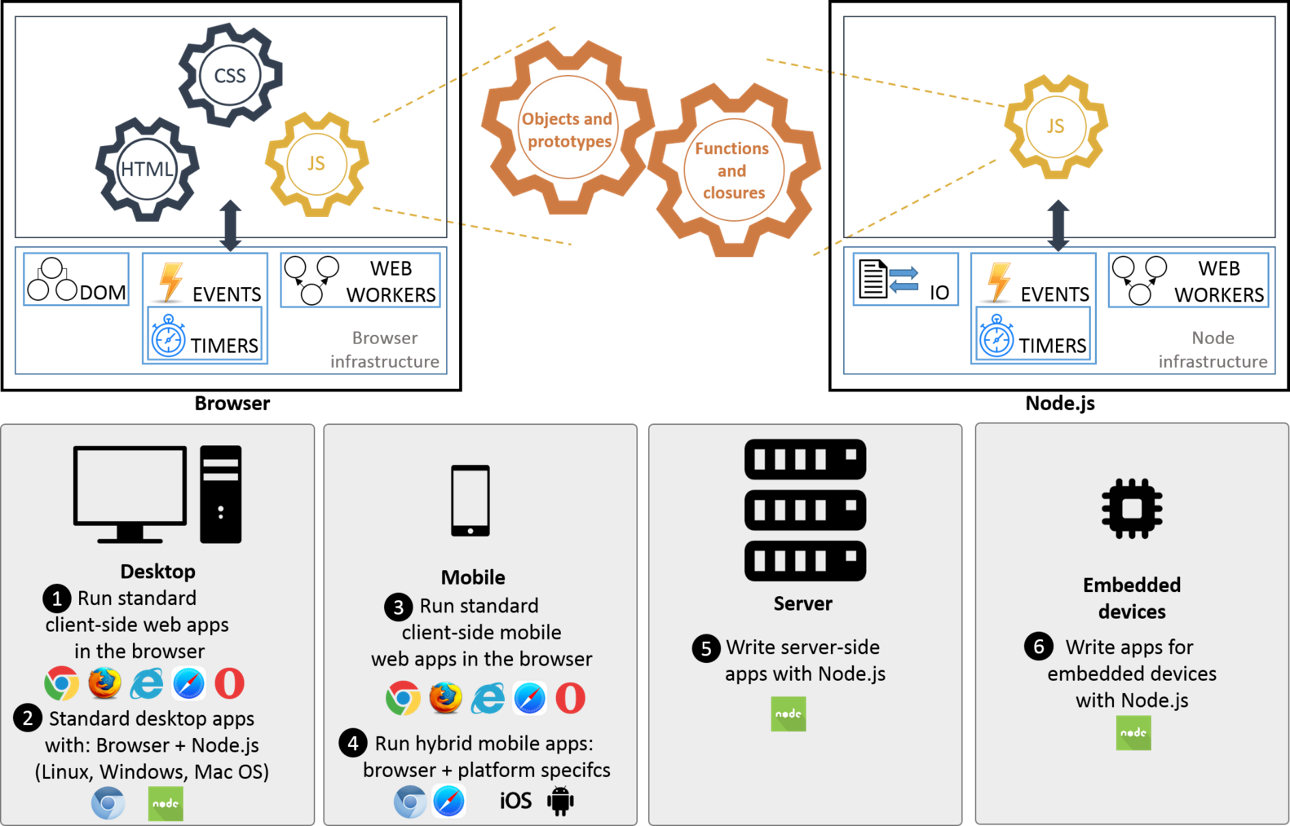 CSS
HTML
JS
DOM
EVENTS
TIMERS
WEB
WORKERS
Browser
infrastructure
Browser
Objects and
prototypes
Functions
and
closures
JS
IO
EVENTS
TIMERS
WEB
WORKERS
Node
infrastructure
Node.js
Desktop
1 Run standard
client-side web apps
in the browser
2 Standard desktop apps
with: Browser + Node.js
(Linux, Windows, Mac OS)
node
Mobile
3 Run standard
client-side mobile
web apps in the browser
4 Run hybrid mobile apps:
browser + platform specifcs
iOS
Server
5 Write server-side
apps with Node.js
node
Embedded
devices
6 Write apps for
embedded devices
with Node.js
node